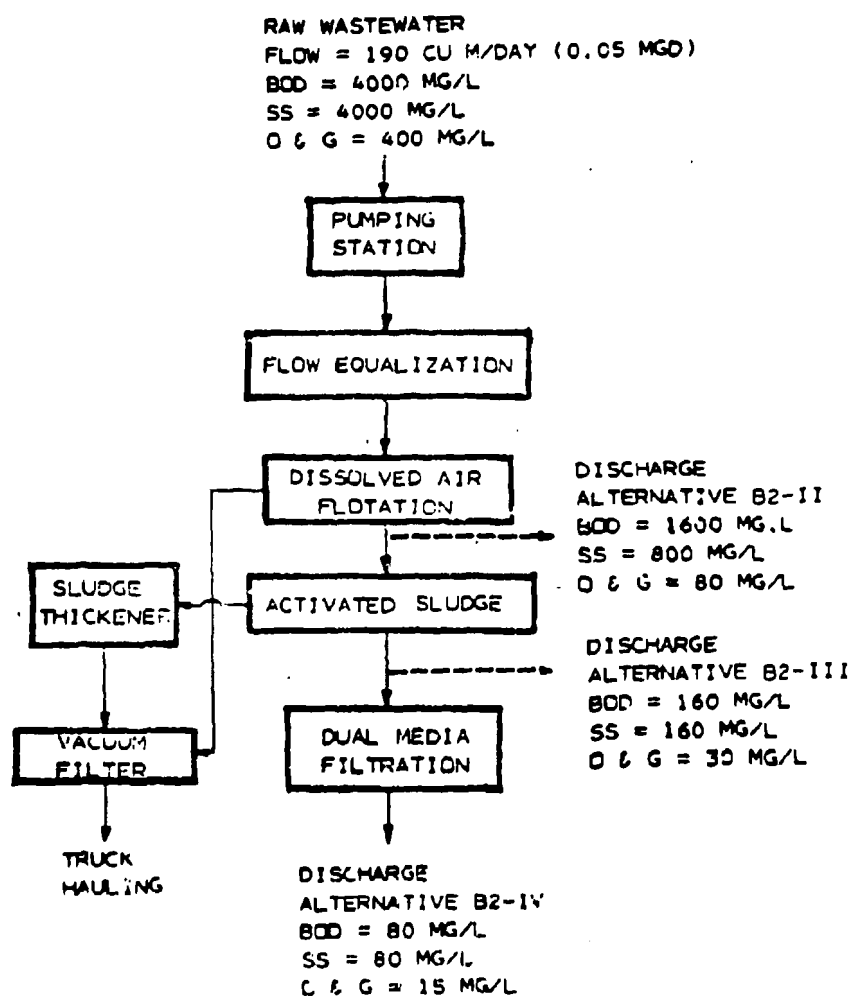 RAW WASTEWATER
FLOW = 190 CU M/DAY (0.05 MGD)
BOD = 4000 MG/L
SS = 4000 MG/L
O & G = 400 MG/L
PUMPING
STATION
FLOW EQUALIZATION
DISSOLVED AIR
FLOTATION
DISCHARGE
ALTERNATIVE B2-II
BOD = 1600 MG.L
SS = 800 MG/L
O & G = 80 MG/L
SLUDGE
THICKENER
ACTIVATED SLUDGE
DISCHARGE
ALTERNATIVE B2-III
BOD = 160 MG/L
SS = 160 MG/L
O & G = 30 MG/L
VACUUM
FILTER
DUAL MEDIA
FILTRATION
TRUCK
HAULING
DISCHARGE
ALTERNATIVE B2-IV
BOD = 80 MG/L
SS = 80 MG/L
O & G = 15 MG/L